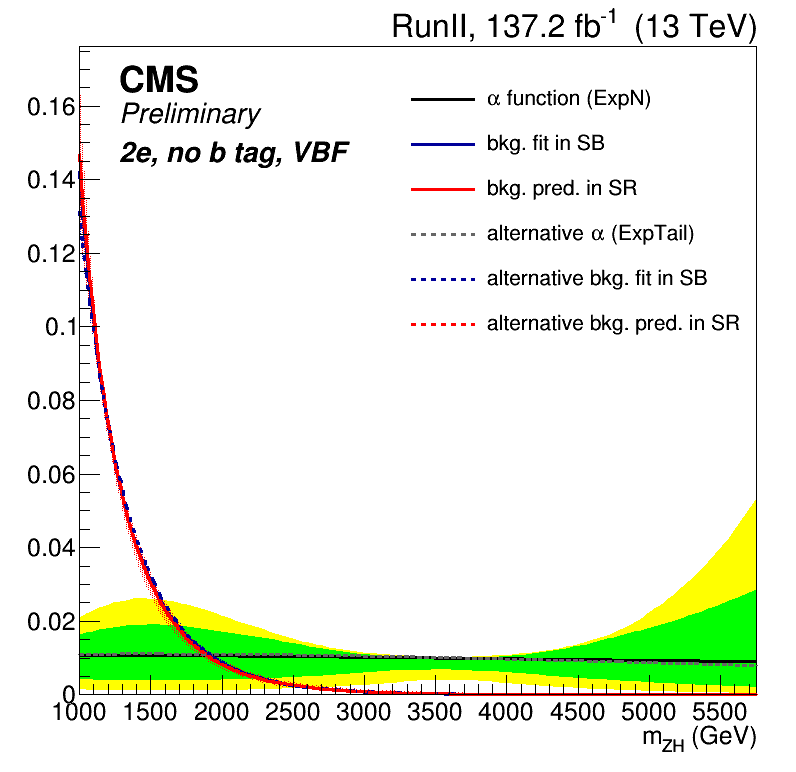 RunII, 137.2 fb⁻¹ (13 TeV)
CMS
Preliminary
2e, no b tag, VBF
α function (ExpN)
bkg. fit in SB
bkg. pred. in SR
alternative α (ExpTail)
alternative bkg. fit in SB
alternative bkg. pred. in SR
0.16
0.14
0.12
0.1
0.08
0.06
0.04
0.02
0
1000 1500 2000 2500 3000 3500 4000 4500 5000 5500
m_ZH (GeV)